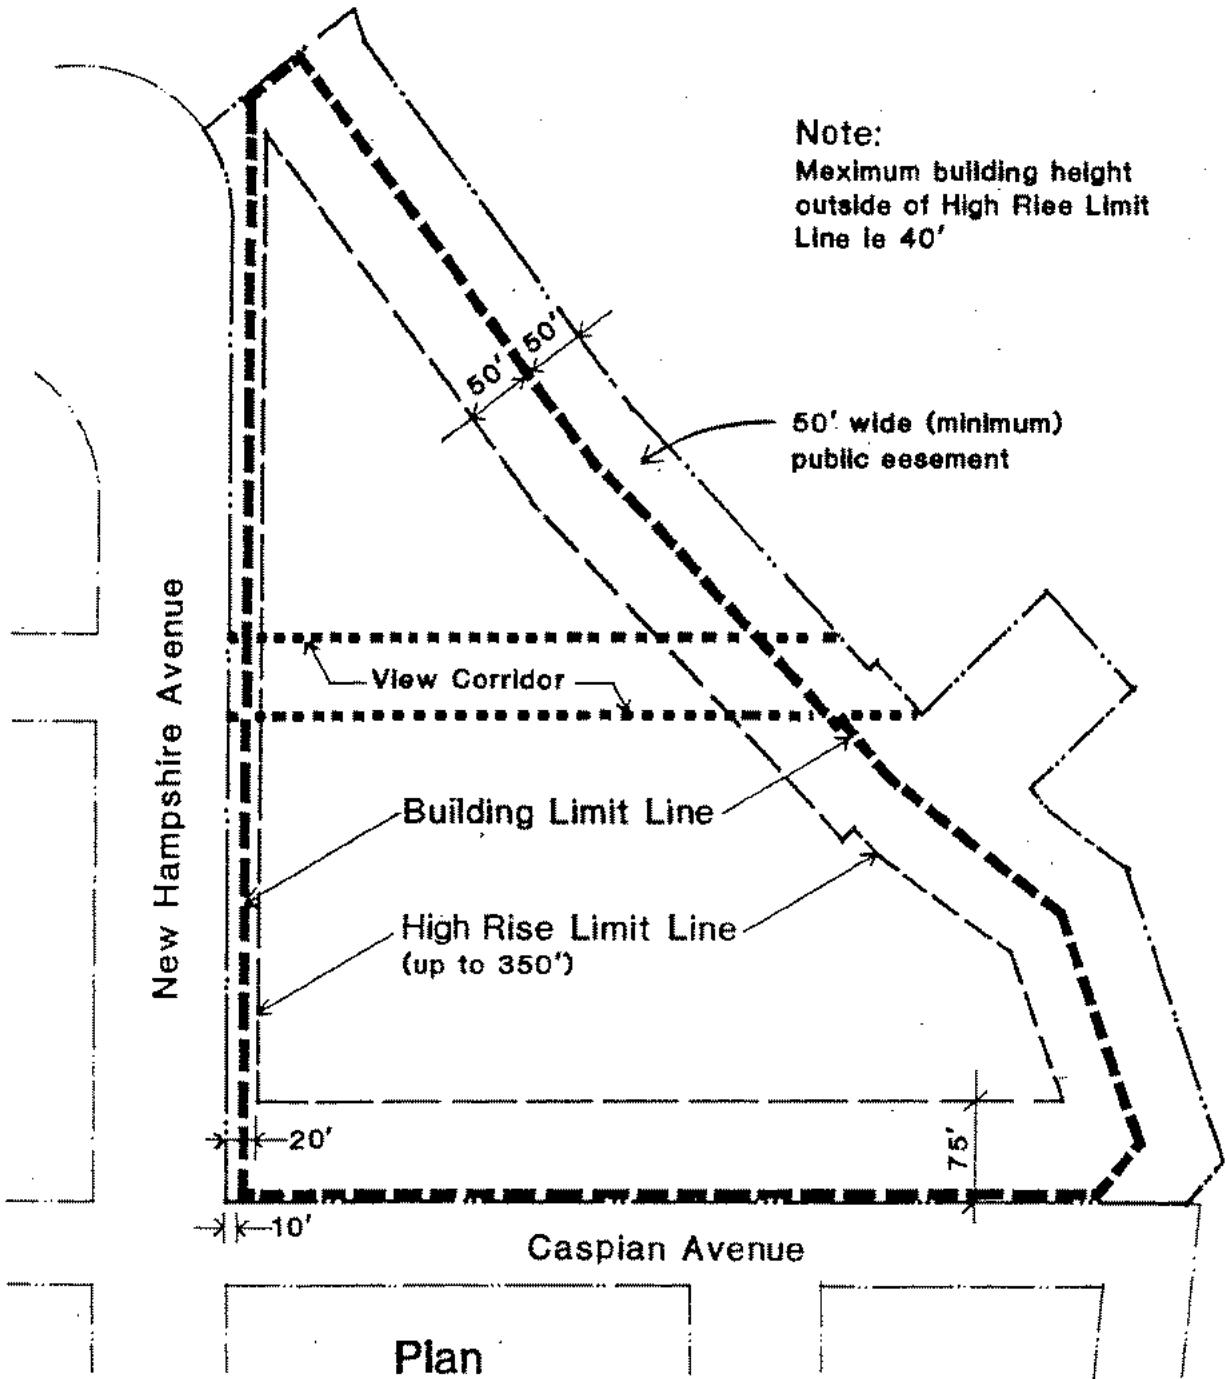 Note:
Meximum building height
outside of High Riee Limit
Line ie 40'
50'
50'
50' wide (minimum)
public eesement
New Hampshire Avenue
View Corridor
Building Limit Line
High Rise Limit Line
(up to 350')
20'
75'
10'
Caspian Avenue
Plan